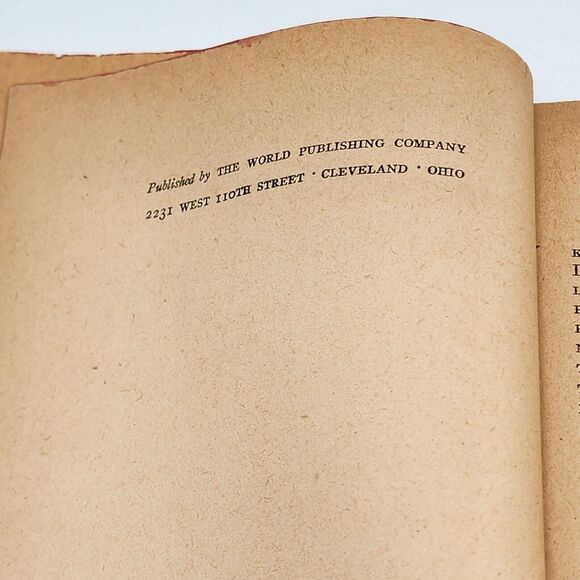 Published by THE WORLD PUBLISHING COMPANY
2231 WEST 110TH STREET · CLEVELAND · OHIO